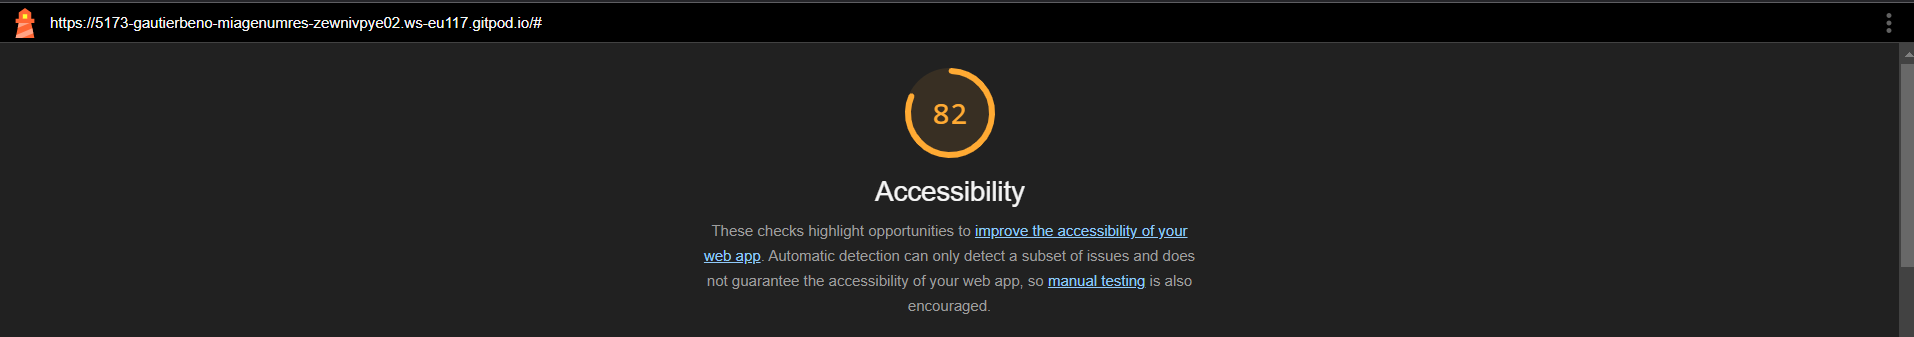 https://5173-gautierbeno-miagenumres-zewnivpye02.ws-eu117.gitpod.io/#
82
Accessibility
These checks highlight opportunities to improve the accessibility of your
web app. Automatic detection can only detect a subset of issues and does
not guarantee the accessibility of your web app, so manual testing is also
encouraged.